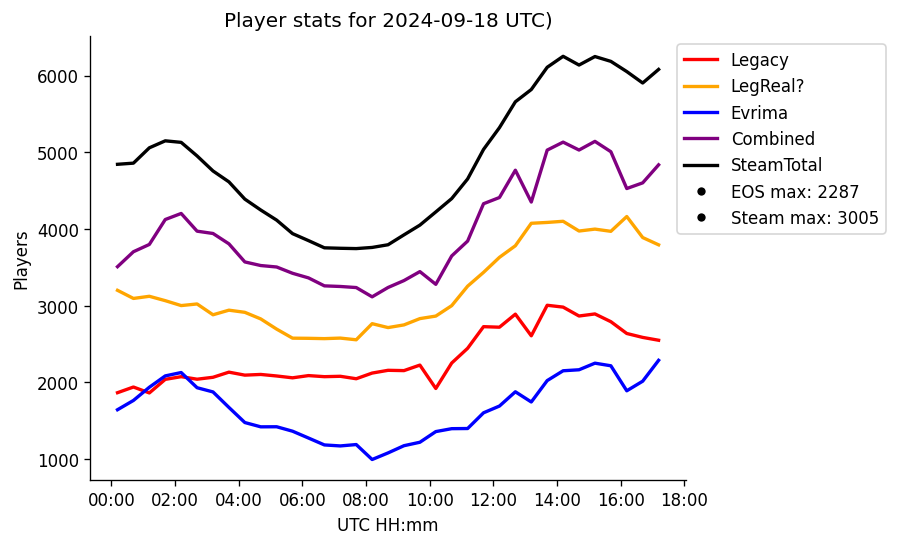 Player stats for 2024-09-18 UTC)
Legacy
LegReal?
Evrima
Combined
SteamTotal
EOS max: 2287
Steam max: 3005
Players
6000
5000
4000
3000
2000
1000
00:00 02:00 04:00 06:00 08:00 10:00 12:00 14:00 16:00 18:00
UTC HH:mm